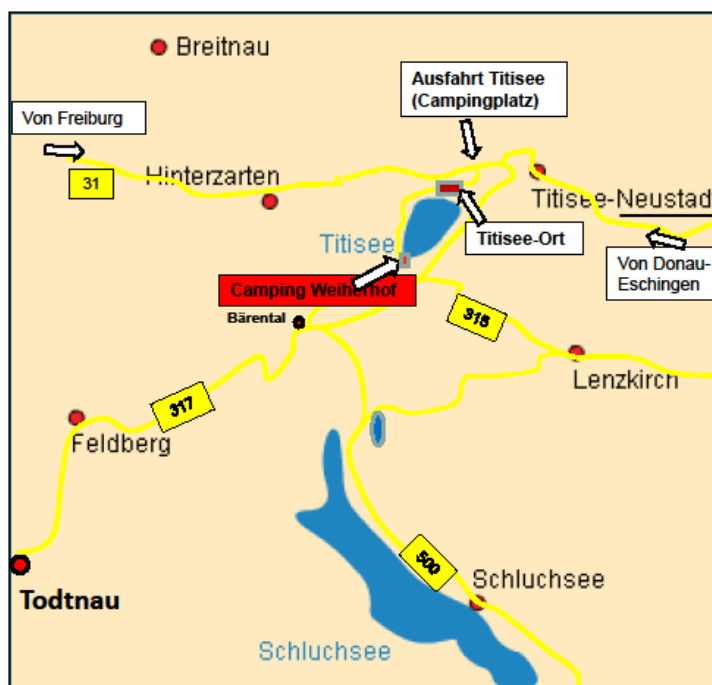 Breitnau
Ausfahrt Titisee
(Campingplatz)
Von Freiburg
31
Hinterzarten
Titisee-Neustadt
Titisee
Titisee-Ort
Von Donau-
Eschingen
Camping Weiherhof
Bärental
315
Lenzkirch
317
Feldberg
500
Schluchsee
Todtnau
Schluchsee